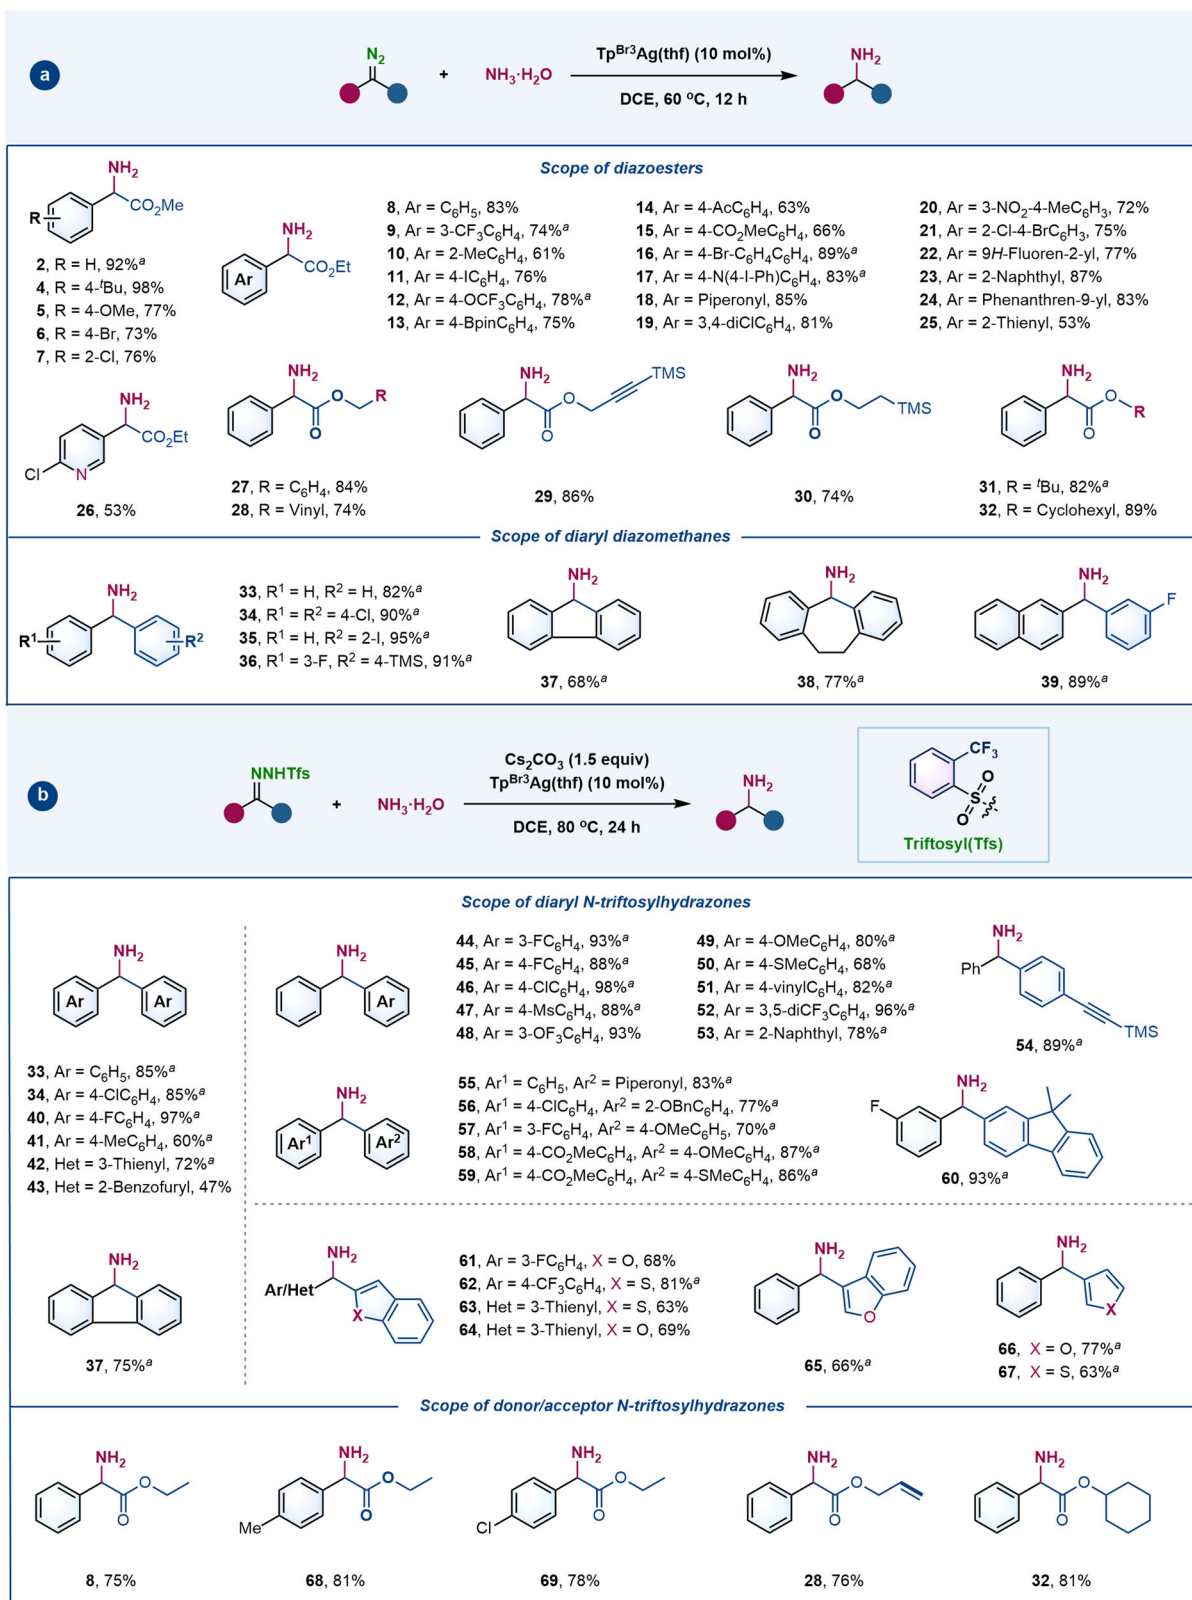 a
N2
+
NH3·H2O
Tp^Br3Ag(thf) (10 mol%)
DCE, 60 °C, 12 h
NH2
Scope of diazoesters
NH2
R
CO2Me
2, R = H, 92%^a
4, R = 4-^tBu, 98%
5, R = 4-OMe, 77%
6, R = 4-Br, 73%
7, R = 2-Cl, 76%
NH2
Ar
CO2Et
8, Ar = C6H5, 83%
9, Ar = 3-CF3C6H4, 74%^a
10, Ar = 2-MeC6H4, 61%
11, Ar = 4-IC6H4, 76%
12, Ar = 4-OCF3C6H4, 78%^a
13, Ar = 4-BpinC6H4, 75%
14, Ar = 4-AcC6H4, 63%
15, Ar = 4-CO2MeC6H4, 66%
16, Ar = 4-Br-C6H4C6H4, 89%^a
17, Ar = 4-N(4-I-Ph)C6H4, 83%^a
18, Ar = Piperonyl, 85%
19, Ar = 3,4-diClC6H4, 81%
20, Ar = 3-NO2-4-MeC6H3, 72%
21, Ar = 2-Cl-4-BrC6H3, 75%
22, Ar = 9H-Fluoren-2-yl, 77%
23, Ar = 2-Naphthyl, 87%
24, Ar = Phenanthren-9-yl, 83%
25, Ar = 2-Thienyl, 53%
NH2
CO2Et
Cl
N
26, 53%
NH2
O
R
O
27, R = C6H4, 84%
28, R = Vinyl, 74%
NH2
TMS
O
O
29, 86%
NH2
O
O
TMS
30, 74%
NH2
O
R
O
31, R = ^tBu, 82%^a
32, R = Cyclohexyl, 89%
Scope of diaryl diazomethanes
NH2
R1
R2
33, R1 = H, R2 = H, 82%^a
34, R1 = R2 = 4-Cl, 90%^a
35, R1 = H, R2 = 2-I, 95%^a
36, R1 = 3-F, R2 = 4-TMS, 91%^a
NH2
37, 68%^a
NH2
38, 77%^a
NH2
F
39, 89%^a
b
NNHTfs
+
NH3·H2O
Cs2CO3 (1.5 equiv)
Tp^Br3Ag(thf) (10 mol%)
DCE, 80 °C, 24 h
NH2
CF3
O
S
O
Triftosyl(Tfs)
Scope of diaryl N-triftosylhydrazones
NH2
Ar
Ar
33, Ar = C6H5, 85%^a
34, Ar = 4-ClC6H4, 85%^a
40, Ar = 4-FC6H4, 97%^a
41, Ar = 4-MeC6H4, 60%^a
42, Het = 3-Thienyl, 72%^a
43, Het = 2-Benzofuryl, 47%
NH2
Ar
44, Ar = 3-FC6H4, 93%^a
45, Ar = 4-FC6H4, 88%^a
46, Ar = 4-ClC6H4, 98%^a
47, Ar = 4-MsC6H4, 88%^a
48, Ar = 3-OF3C6H4, 93%
49, Ar = 4-OMeC6H4, 80%^a
50, Ar = 4-SMeC6H4, 68%
51, Ar = 4-vinylC6H4, 82%^a
52, Ar = 3,5-diCF3C6H4, 96%^a
53, Ar = 2-Naphthyl, 78%^a
NH2
Ph
TMS
54, 89%^a
NH2
Ar1
Ar2
55, Ar1 = C6H5, Ar2 = Piperonyl, 83%^a
56, Ar1 = 4-ClC6H4, Ar2 = 2-OBnC6H4, 77%^a
57, Ar1 = 3-FC6H4, Ar2 = 4-OMeC6H5, 70%^a
58, Ar1 = 4-CO2MeC6H4, Ar2 = 4-OMeC6H4, 87%^a
59, Ar1 = 4-CO2MeC6H4, Ar2 = 4-SMeC6H4, 86%^a
NH2
F
60, 93%^a
NH2
37, 75%^a
NH2
Ar/Het
X
61, Ar = 3-FC6H4, X = O, 68%
62, Ar = 4-CF3C6H4, X = S, 81%^a
63, Het = 3-Thienyl, X = S, 63%
64, Het = 3-Thienyl, X = O, 69%
NH2
O
65, 66%^a
NH2
X
66, X = O, 77%^a
67, X = S, 63%^a
Scope of donor/acceptor N-triftosylhydrazones
NH2
O
O
8, 75%
NH2
O
O
Me
68, 81%
NH2
O
O
Cl
69, 78%
NH2
O
O
28, 76%
NH2
O
O
32, 81%